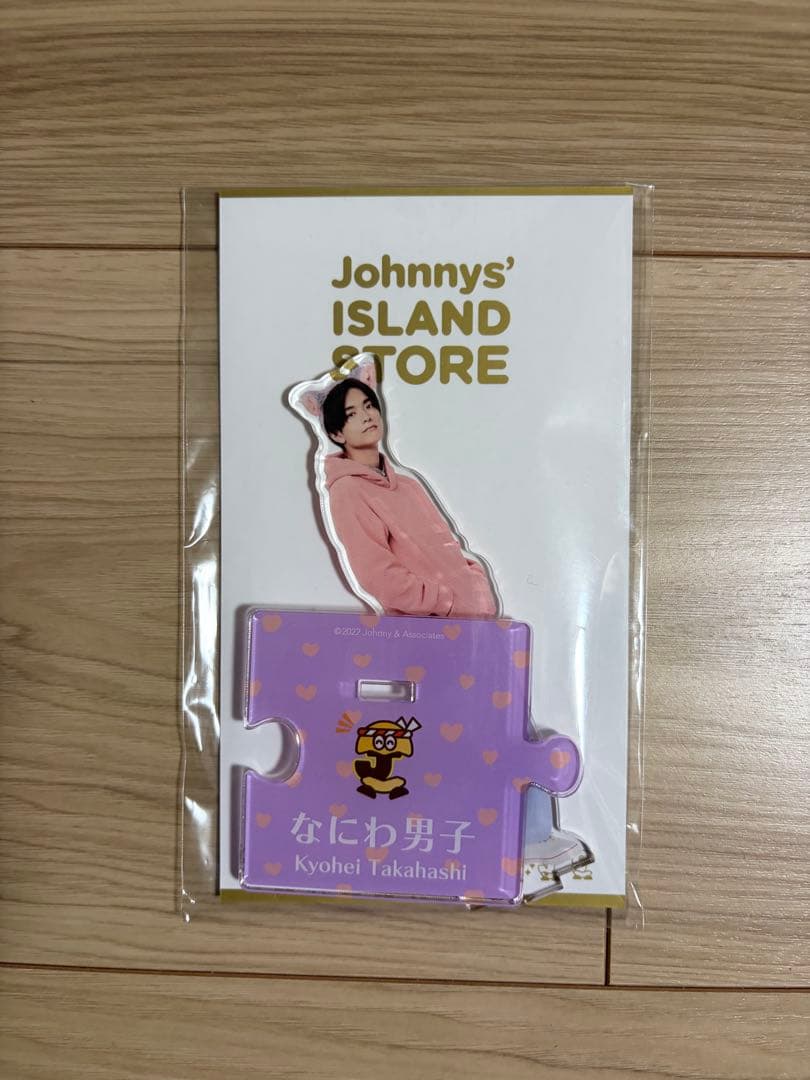 Johnnys'
ISLAND
STORE
©2022 Johnny & Associates
なにわ男子
Kyohei Takahashi